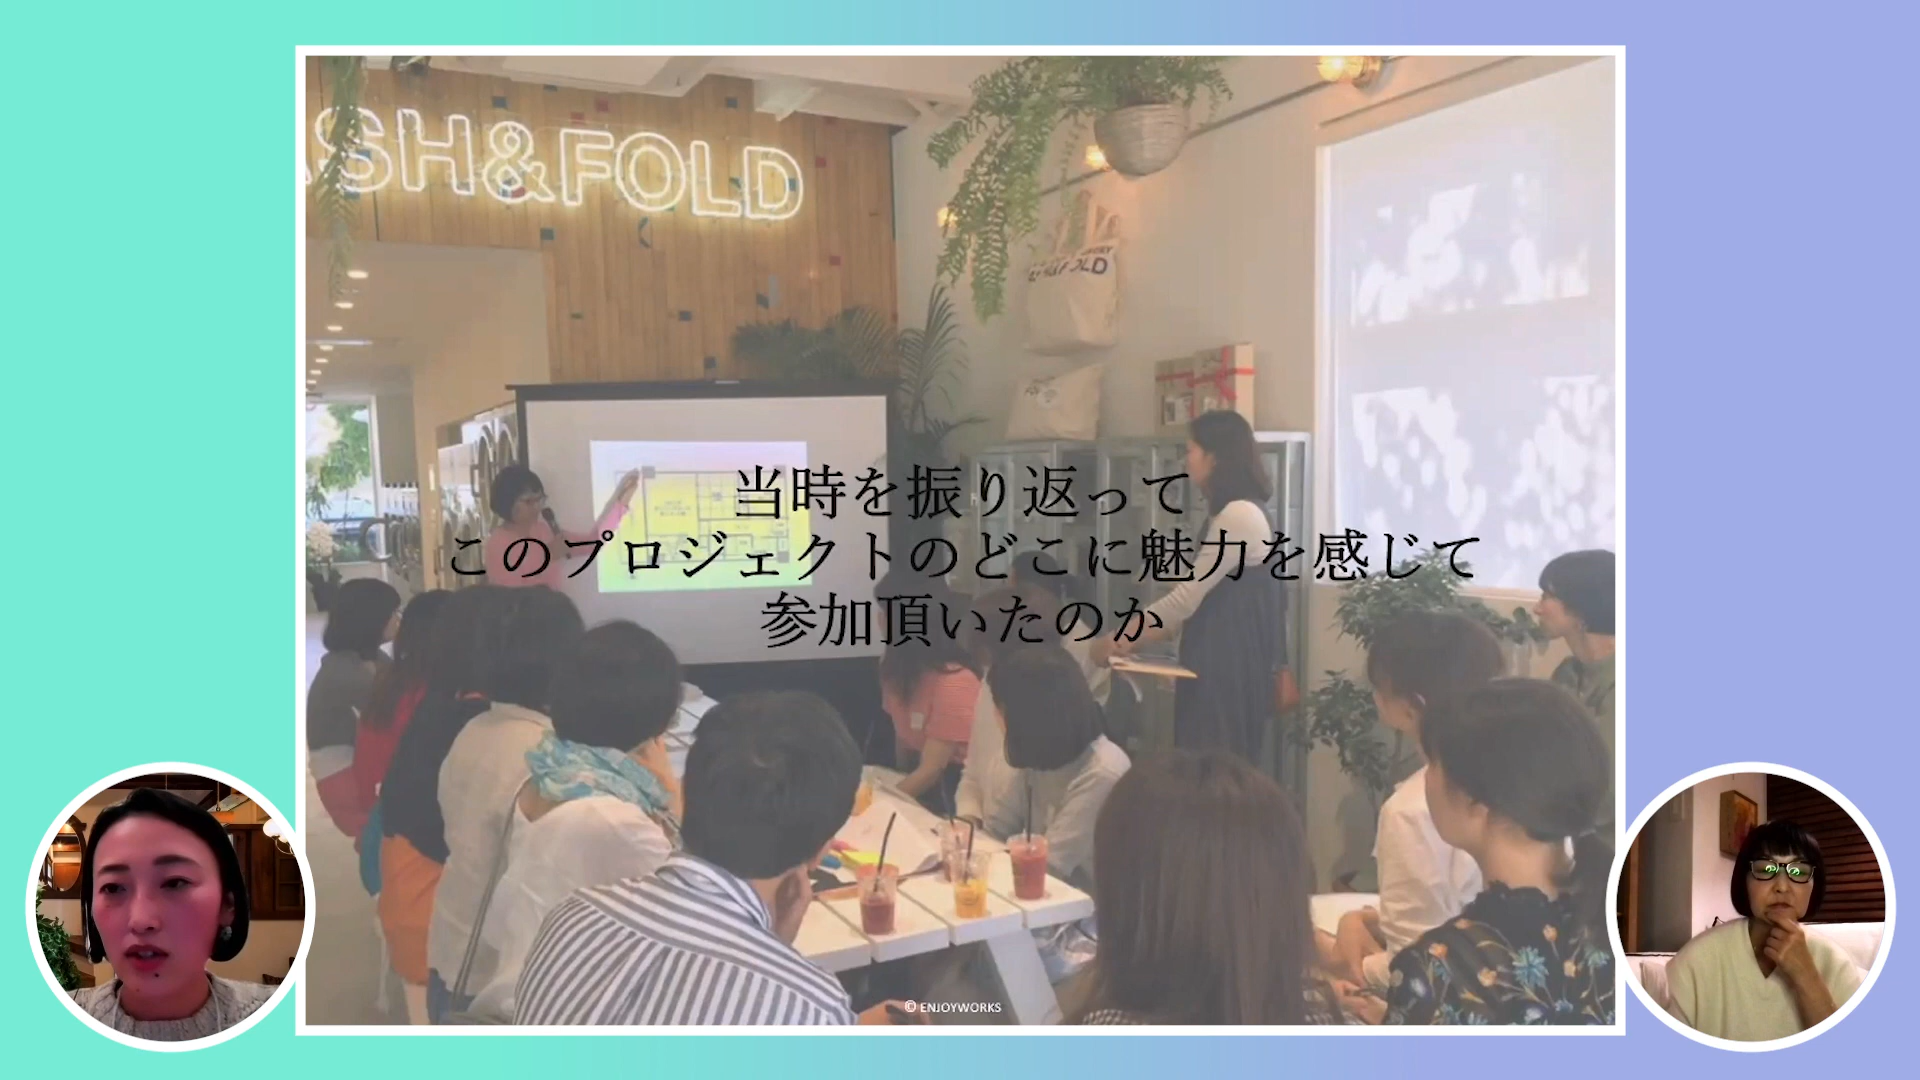 ASH&FOLD
当時を振り返って
このプロジェクトのどこに魅力を感じて
参加頂いたのか
© ENJOYWORKS